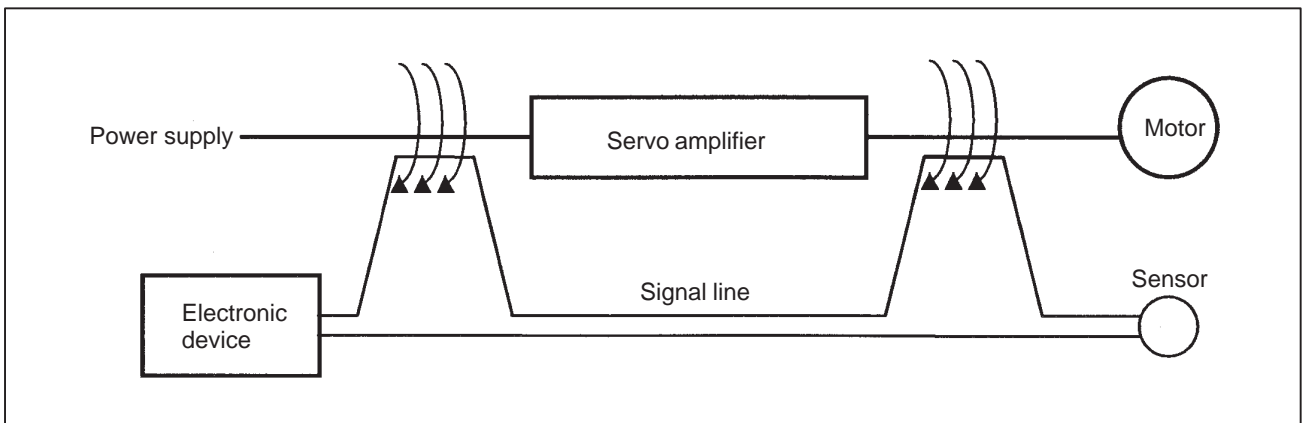 Power supply
Servo amplifier
Motor
Signal line
Sensor
Electronic
device